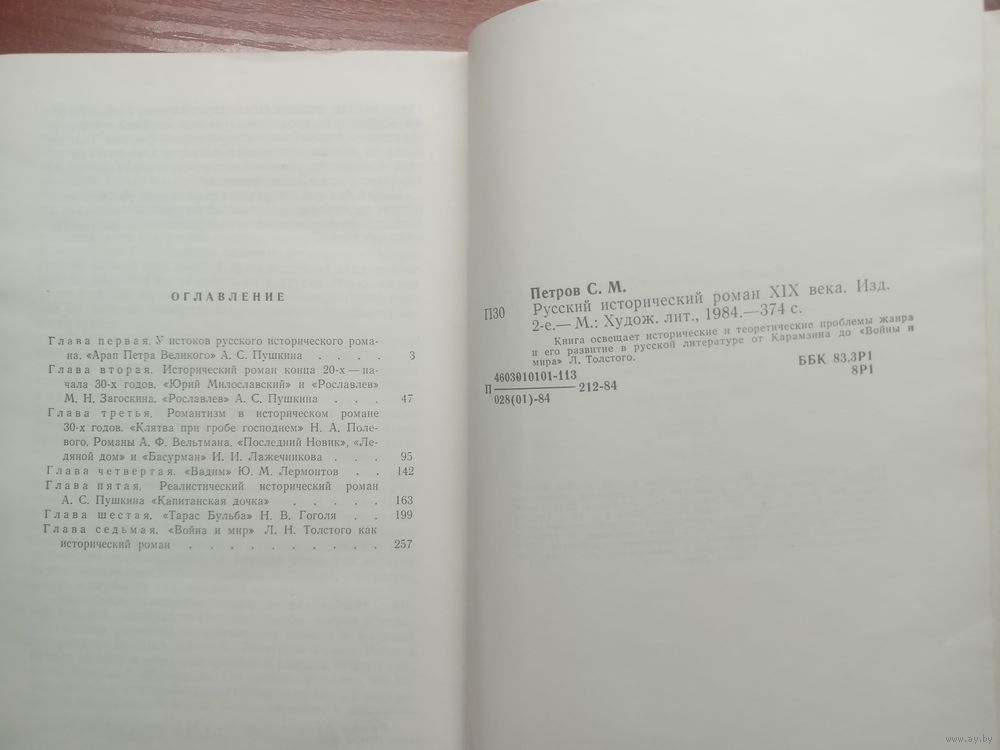 ОГЛАВЛЕНИЕ
Глава первая. У истоков русского исторического рома-
на. «Арап Петра Великого» А. С. Пушкина . . . . 3
Глава вторая. Исторический роман конца 20-х — на-
чала 30-х годов. «Юрий Милославский» и «Рославлев»
М. Н. Загоскина. «Рославлев» А. С. Пушкина . . . 47
Глава третья. Романтизм в историческом романе
30-х годов. «Клятва при гробе господнем» Н. А. Поле-
вого. Романы А. Ф. Вельтмана. «Последний Новик», «Ле-
дяной дом» и «Басурман» И. И. Лажечникова . . . 95
Глава четвертая. «Вадим» Ю. М. Лермонтов . . 142
Глава пятая. Реалистический исторический роман
А. С. Пушкина «Капитанская дочка» . . . . . 163
Глава шестая. «Тарас Бульба» Н. В. Гоголя . . 199
Глава седьмая. «Война и мир» Л. Н. Толстого как
исторический роман . . . . . . . . . 257
Петров С. М.
П30 Русский исторический роман XIX века. Изд.
2-е.— М.: Худож. лит., 1984.—374 с.
Книга освещает исторические и теоретические проблемы жанра
и его развитие в русской литературе от Карамзина до «Войны и
мира» Л. Толстого.
4603010101-113
П ———— 212-84
028(01)-84
ББК 83.3Р1
8Р1
www.ay.by